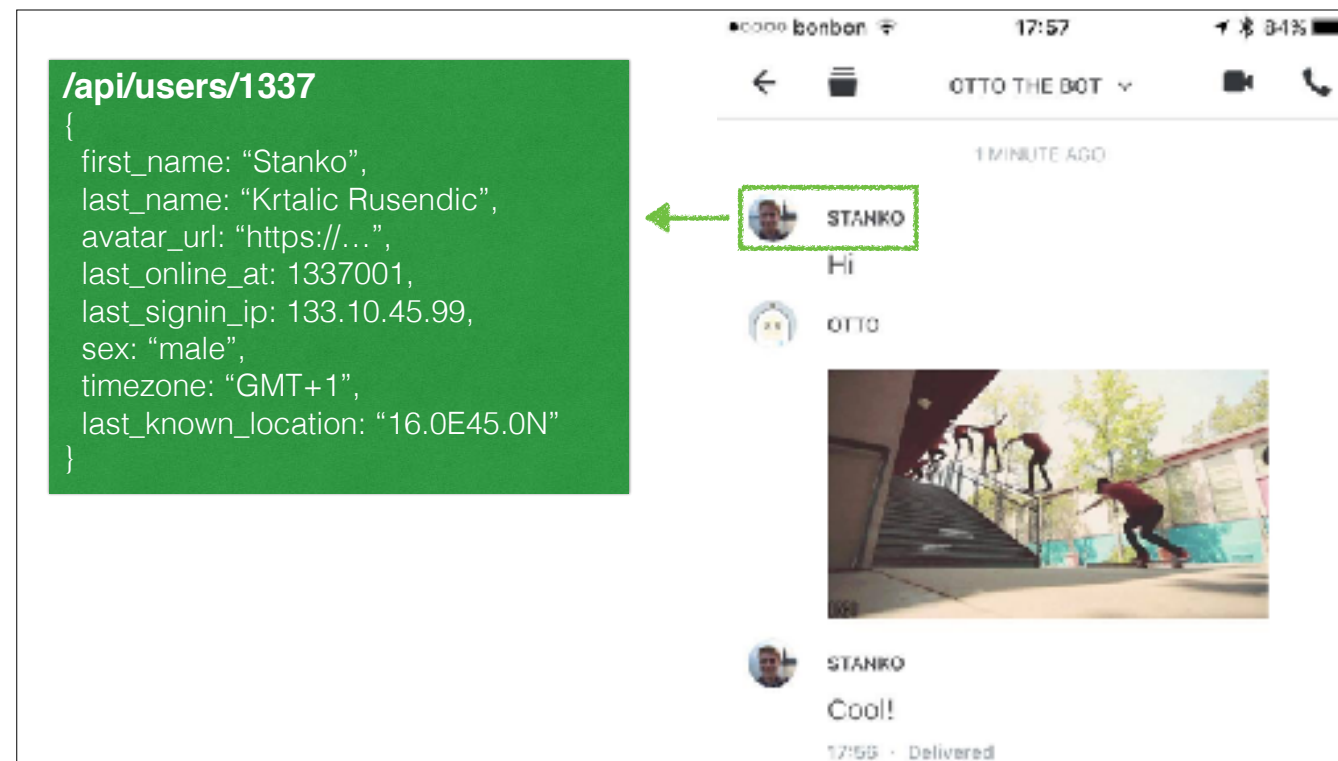 /api/users/1337
{
first_name: “Stanko”,
last_name: “Krtalic Rusendic”,
avatar_url: “https://…”,
last_online_at: 1337001,
last_signin_ip: 133.10.45.99,
sex: “male”,
timezone: “GMT+1”,
last_known_location: “16.0E45.0N”
}
bonbon 17:57 84%
OTTO THE BOT
1 MINUTE AGO
STANKO
Hi
OTTO
STANKO
Cool!
17:56 · Delivered